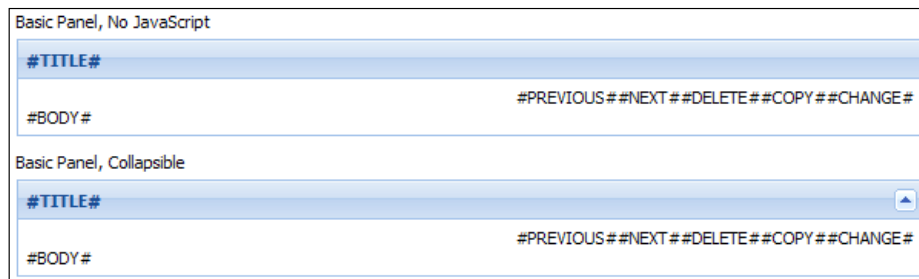 Basic Panel, No JavaScript
#TITLE#
#PREVIOUS##NEXT##DELETE##COPY##CHANGE#
#BODY#
Basic Panel, Collapsible
#TITLE#
#PREVIOUS##NEXT##DELETE##COPY##CHANGE#
#BODY#